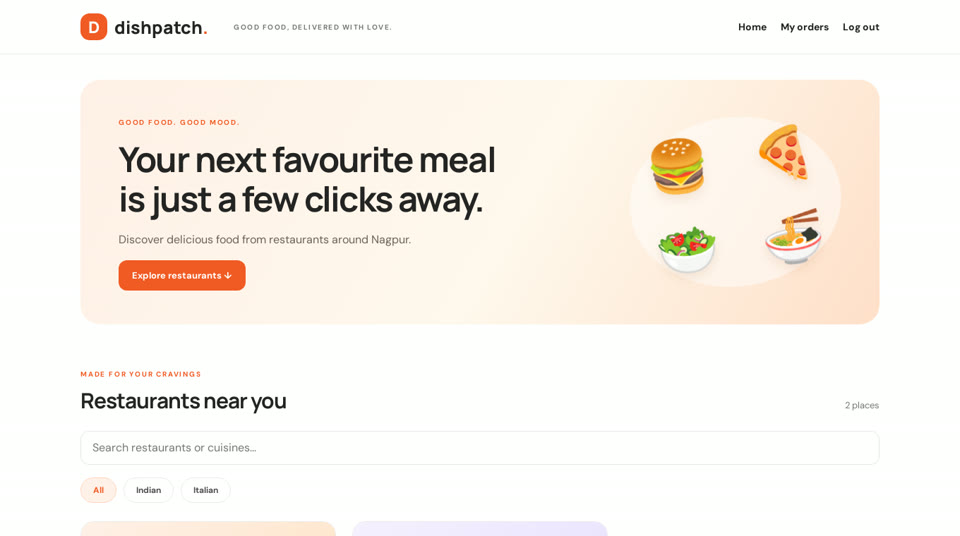 D dishpatch.
GOOD FOOD, DELIVERED WITH LOVE.
Home My orders Log out
GOOD FOOD. GOOD MOOD.
Your next favourite meal
is just a few clicks away.
Discover delicious food from restaurants around Nagpur.
Explore restaurants ↓
MADE FOR YOUR CRAVINGS
Restaurants near you
2 places
Search restaurants or cuisines...
All Indian Italian